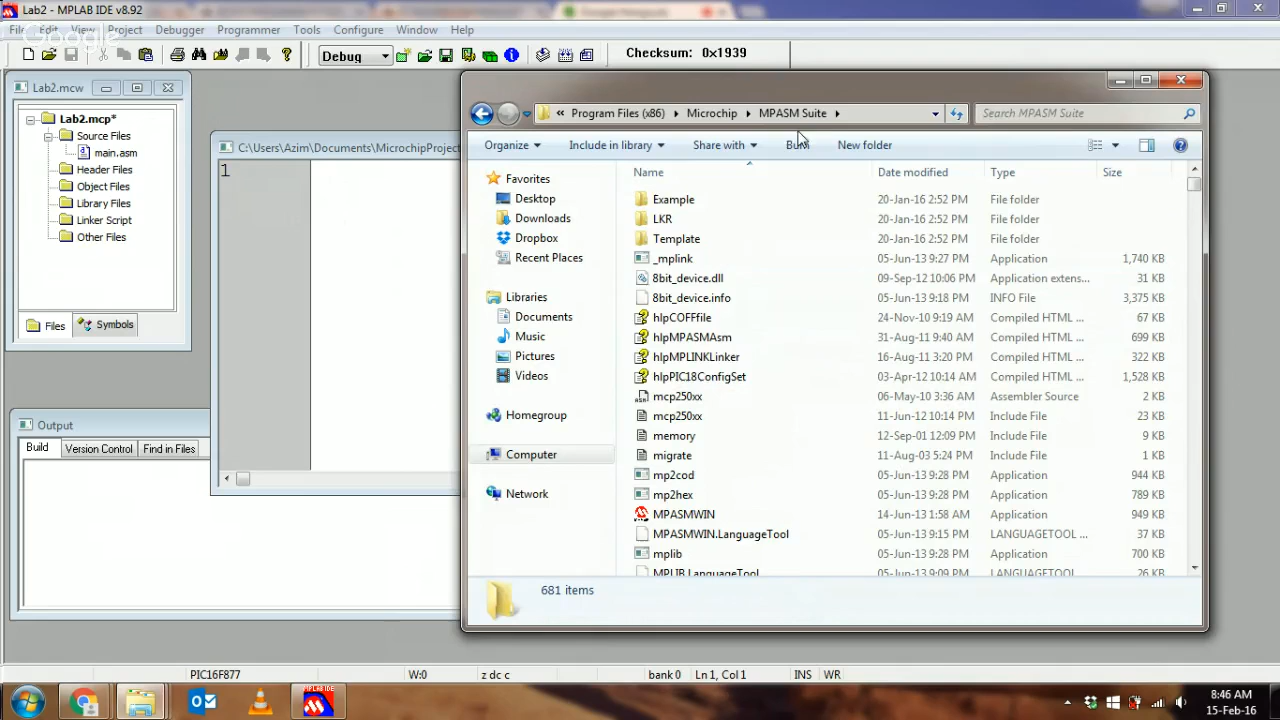 Lab2 - MPLAB IDE v8.92
File Edit View Project Debugger Programmer Tools Configure Window Help
Google
Debug
Checksum: 0x1939
Lab2.mcw
Lab2.mcp*
Source Files
main.asm
Header Files
Object Files
Library Files
Linker Script
Other Files
Files
Symbols
C:\Users\Azim\Documents\MicrochipProject
1
Output
Build
Version Control
Find in Files
Program Files (x86)
Microchip
MPASM Suite
Search MPASM Suite
Organize
Include in library
Share with
Burn
New folder
Favorites
Desktop
Downloads
Dropbox
Recent Places
Libraries
Documents
Music
Pictures
Videos
Homegroup
Computer
Network
Name Date modified Type Size
Example 20-Jan-16 2:52 PM File folder
LKR 20-Jan-16 2:52 PM File folder
Template 20-Jan-16 2:52 PM File folder
_mplink 05-Jun-13 9:27 PM Application 1,740 KB
8bit_device.dll 09-Sep-12 10:06 PM Application extens... 31 KB
8bit_device.info 05-Jun-13 9:18 PM INFO File 3,375 KB
hlpCOFFfile 24-Nov-10 9:19 AM Compiled HTML ... 67 KB
hlpMPASMAsm 31-Aug-11 9:40 AM Compiled HTML ... 699 KB
hlpMPLINKLinker 16-Aug-11 3:20 PM Compiled HTML ... 322 KB
hlpPIC18ConfigSet 03-Apr-12 10:14 AM Compiled HTML ... 1,528 KB
mcp250xx 06-May-10 3:36 AM Assembler Source 2 KB
mcp250xx 11-Jun-12 10:14 PM Include File 23 KB
memory 12-Sep-01 12:09 PM Include File 9 KB
migrate 11-Aug-03 5:24 PM Include File 1 KB
mp2cod 05-Jun-13 9:28 PM Application 944 KB
mp2hex 05-Jun-13 9:28 PM Application 789 KB
MPASMWIN 14-Jun-13 1:58 AM Application 949 KB
MPASMWIN.LanguageTool 05-Jun-13 9:15 PM LANGUAGETOOL ... 37 KB
mplib 05-Jun-13 9:28 PM Application 700 KB
MPLIB.LanguageTool 05-Jun-13 9:09 PM LANGUAGETOOL 26 KB
681 items
PIC16F877 W:0 z dc c bank 0 Ln 1, Col 1 INS WR
MPLAB IDE
8:46 AM
15-Feb-16